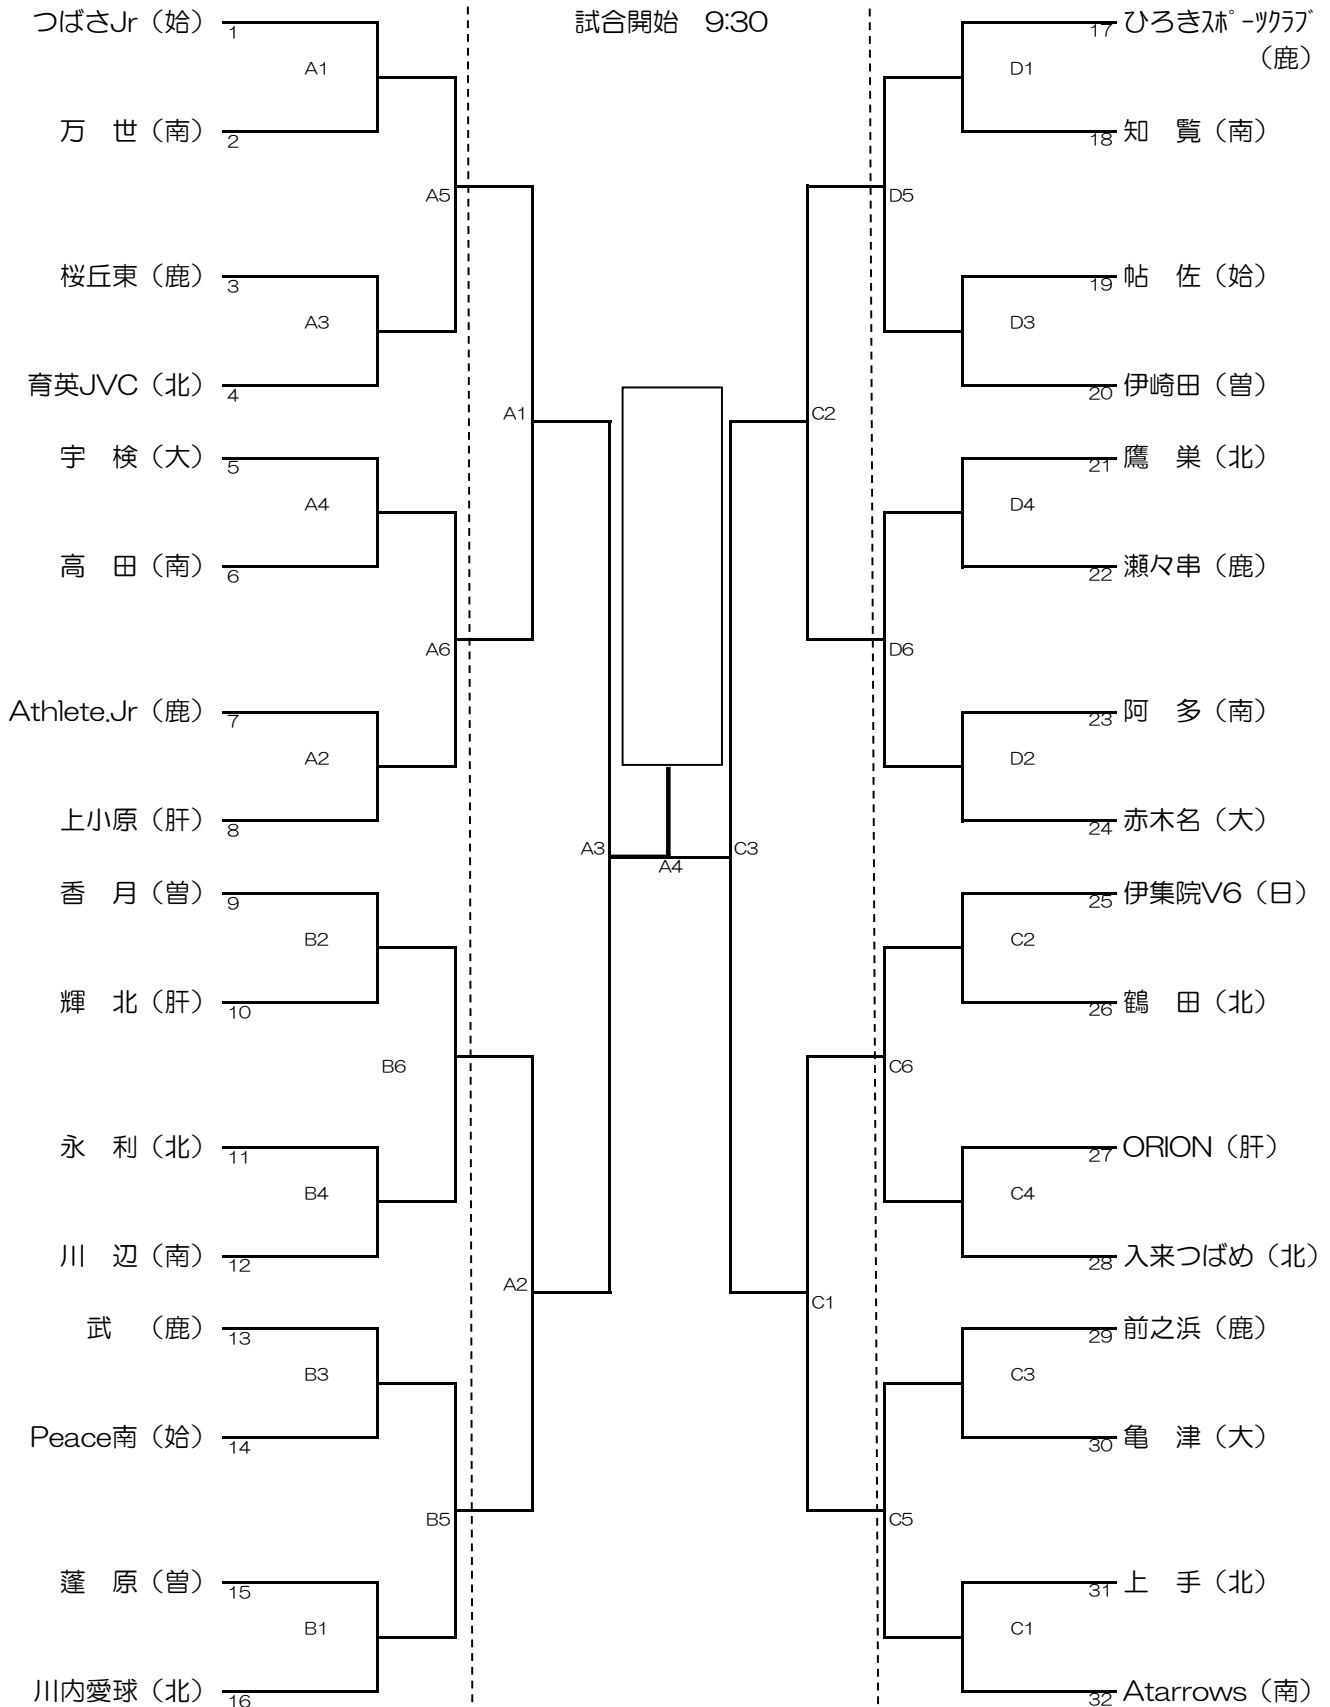 試合開始　9:30
つばさJr（姶） 1
A1
万　世（南） 2
A5
桜丘東（鹿） 3
A3
育英JVC（北） 4
A1
宇　検（大） 5
A4
高　田（南） 6
A6
Athlete.Jr（鹿） 7
A2
上小原（肝） 8
A3
香　月（曽） 9
B2
輝　北（肝） 10
B6
永　利（北） 11
B4
川　辺（南） 12
A2
武　（鹿） 13
B3
Peace南（姶） 14
B5
蓬　原（曽） 15
B1
川内愛球（北） 16
A4
17 ひろきｽﾎﾟｰﾂｸﾗﾌﾞ
（鹿）
D1
18 知　覧（南）
D5
19 帖　佐（姶）
D3
20 伊崎田（曽）
C2
21 鷹　巣（北）
D4
22 瀬々串（鹿）
D6
23 阿　多（南）
D2
24 赤木名（大）
C3
25 伊集院V6（日）
C2
26 鶴　田（北）
C6
27 ORION（肝）
C4
28 入来つばめ（北）
C1
29 前之浜（鹿）
C3
30 亀　津（大）
C5
31 上　手（北）
C1
32 Atarrows（南）